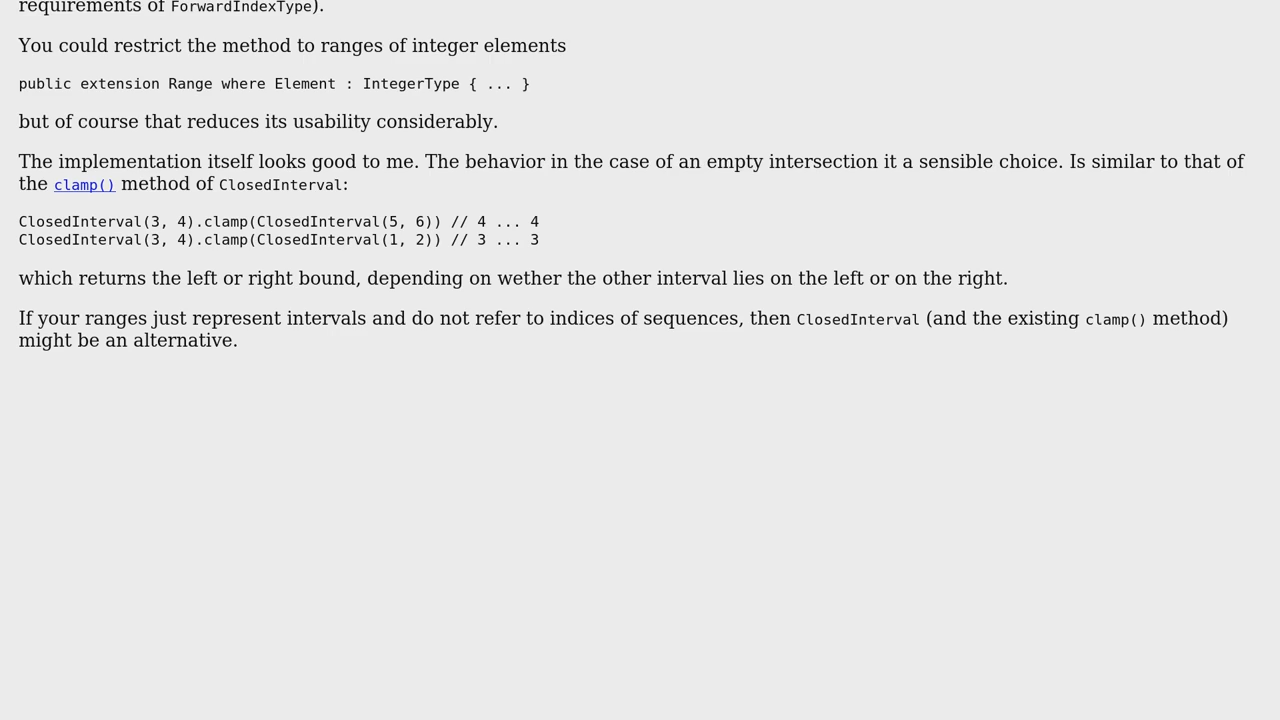 requirements of ForwardIndexType).
You could restrict the method to ranges of integer elements
public extension Range where Element : IntegerType { ... }
but of course that reduces its usability considerably.
The implementation itself looks good to me. The behavior in the case of an empty intersection it a sensible choice. Is similar to that of
the clamp() method of ClosedInterval:
ClosedInterval(3, 4).clamp(ClosedInterval(5, 6)) // 4 ... 4
ClosedInterval(3, 4).clamp(ClosedInterval(1, 2)) // 3 ... 3
which returns the left or right bound, depending on wether the other interval lies on the left or on the right.
If your ranges just represent intervals and do not refer to indices of sequences, then ClosedInterval (and the existing clamp() method)
might be an alternative.